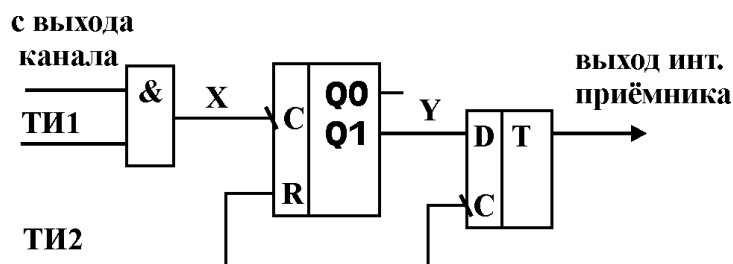 с выхода
канала
ТИ1
&
X
C
R
Q0
Q1
Y
D T
C
выход инт.
приёмника
ТИ2